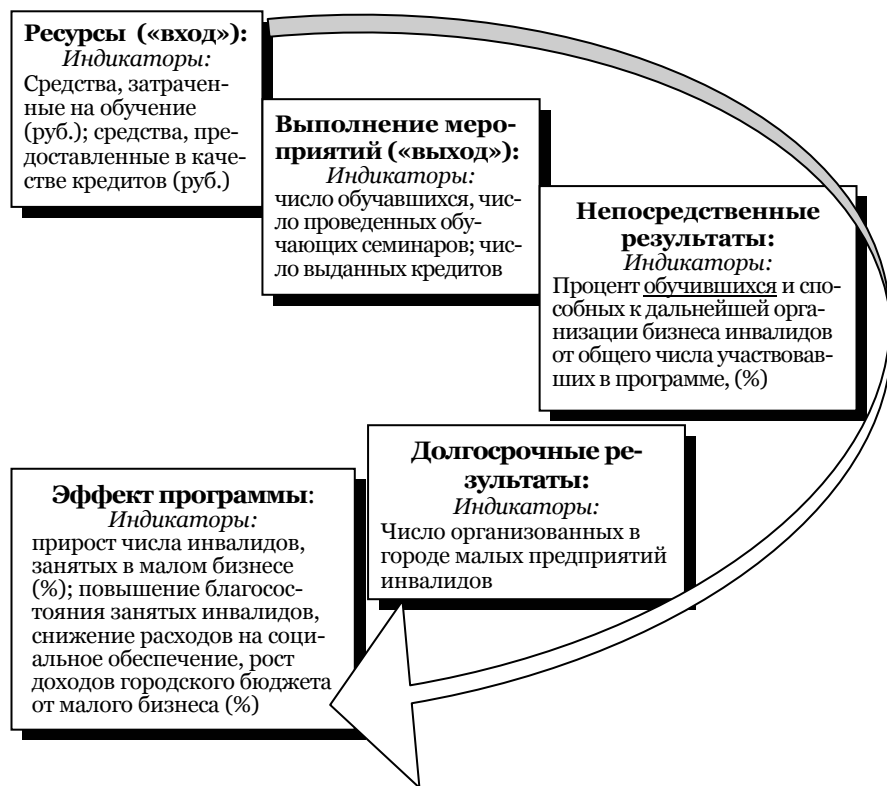 Ресурсы («вход»):
Индикаторы:
Средства, затрачен-
ные на обучение
(руб.); средства, пре-
доставленные в каче-
стве кредитов (руб.)
Выполнение меро-
приятий («выход»):
Индикаторы:
число обучавшихся, чис-
ло проведенных обу-
чающих семинаров; чис-
ло выданных кредитов
Непосредственные
результаты:
Индикаторы:
Процент обучившихся и спо-
собных к дальнейшей орга-
низации бизнеса инвалидов
от общего числа участвовав-
ших в программе, (%)
Долгосрочные ре-
зультаты:
Индикаторы:
Число организованных в
городе малых предприятий
инвалидов
Эффект программы:
Индикаторы:
прирост числа инвалидов,
занятых в малом бизнесе
(%); повышение благосос-
тояния занятых инвалидов,
снижение расходов на соци-
альное обеспечение, рост
доходов городского бюджета
от малого бизнеса (%)